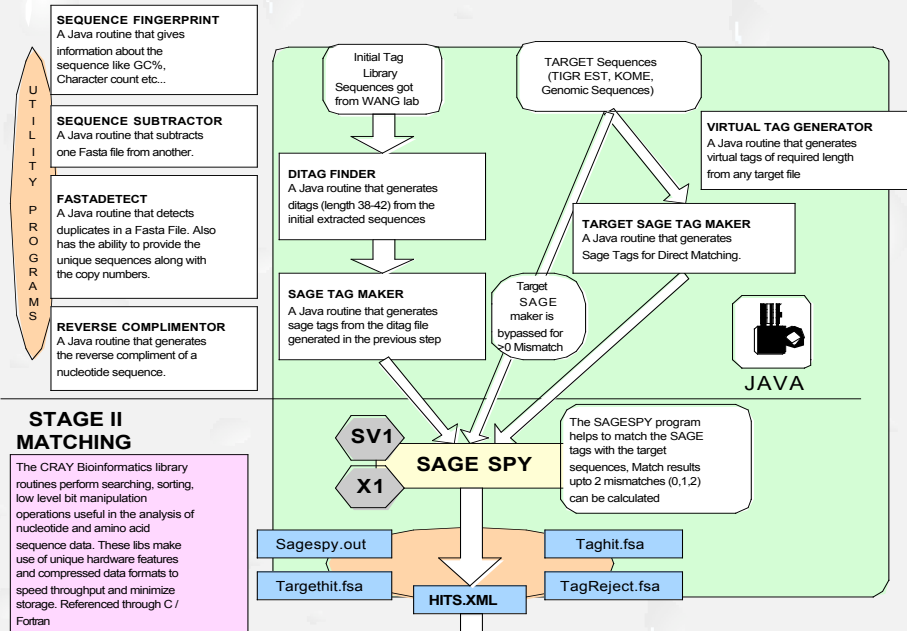 UTILITY PROGRAMS
SEQUENCE FINGERPRINT
A Java routine that gives
information about the
sequence like GC%,
Character count etc...
SEQUENCE SUBTRACTOR
A Java routine that subtracts
one Fasta file from another.
FASTADETECT
A Java routine that detects
duplicates in a Fasta File. Also
has the ability to provide the
unique sequences along with
the copy numbers.
REVERSE COMPLIMENTOR
A Java routine that generates
the reverse compliment of a
nucleotide sequence.
Initial Tag
Library
Sequences got
from WANG lab
TARGET Sequences
(TIGR EST, KOME,
Genomic Sequences)
VIRTUAL TAG GENERATOR
A Java routine that generates
virtual tags of required length
from any target file
DITAG FINDER
A Java routine that generates
ditags (length 38-42) from the
initial extracted sequences
TARGET SAGE TAG MAKER
A Java routine that generates
Sage Tags for Direct Matching.
SAGE TAG MAKER
A Java routine that generates
sage tags from the ditag file
generated in the previous step
Target
SAGE
maker is
bypassed for
>0 Mismatch
JAVA
STAGE II
MATCHING
The CRAY Bioinformatics library
routines perform searching, sorting,
low level bit manipulation
operations useful in the analysis of
nucleotide and amino acid
sequence data. These libs make
use of unique hardware features
and compressed data formats to
speed throughput and minimize
storage. Referenced through C /
Fortran
SV1
X1
SAGE SPY
The SAGESPY program
helps to match the SAGE
tags with the target
sequences, Match results
upto 2 mismatches (0,1,2)
can be calculated
Sagespy.out
Taghit.fsa
Targethit.fsa
TagReject.fsa
HITS.XML